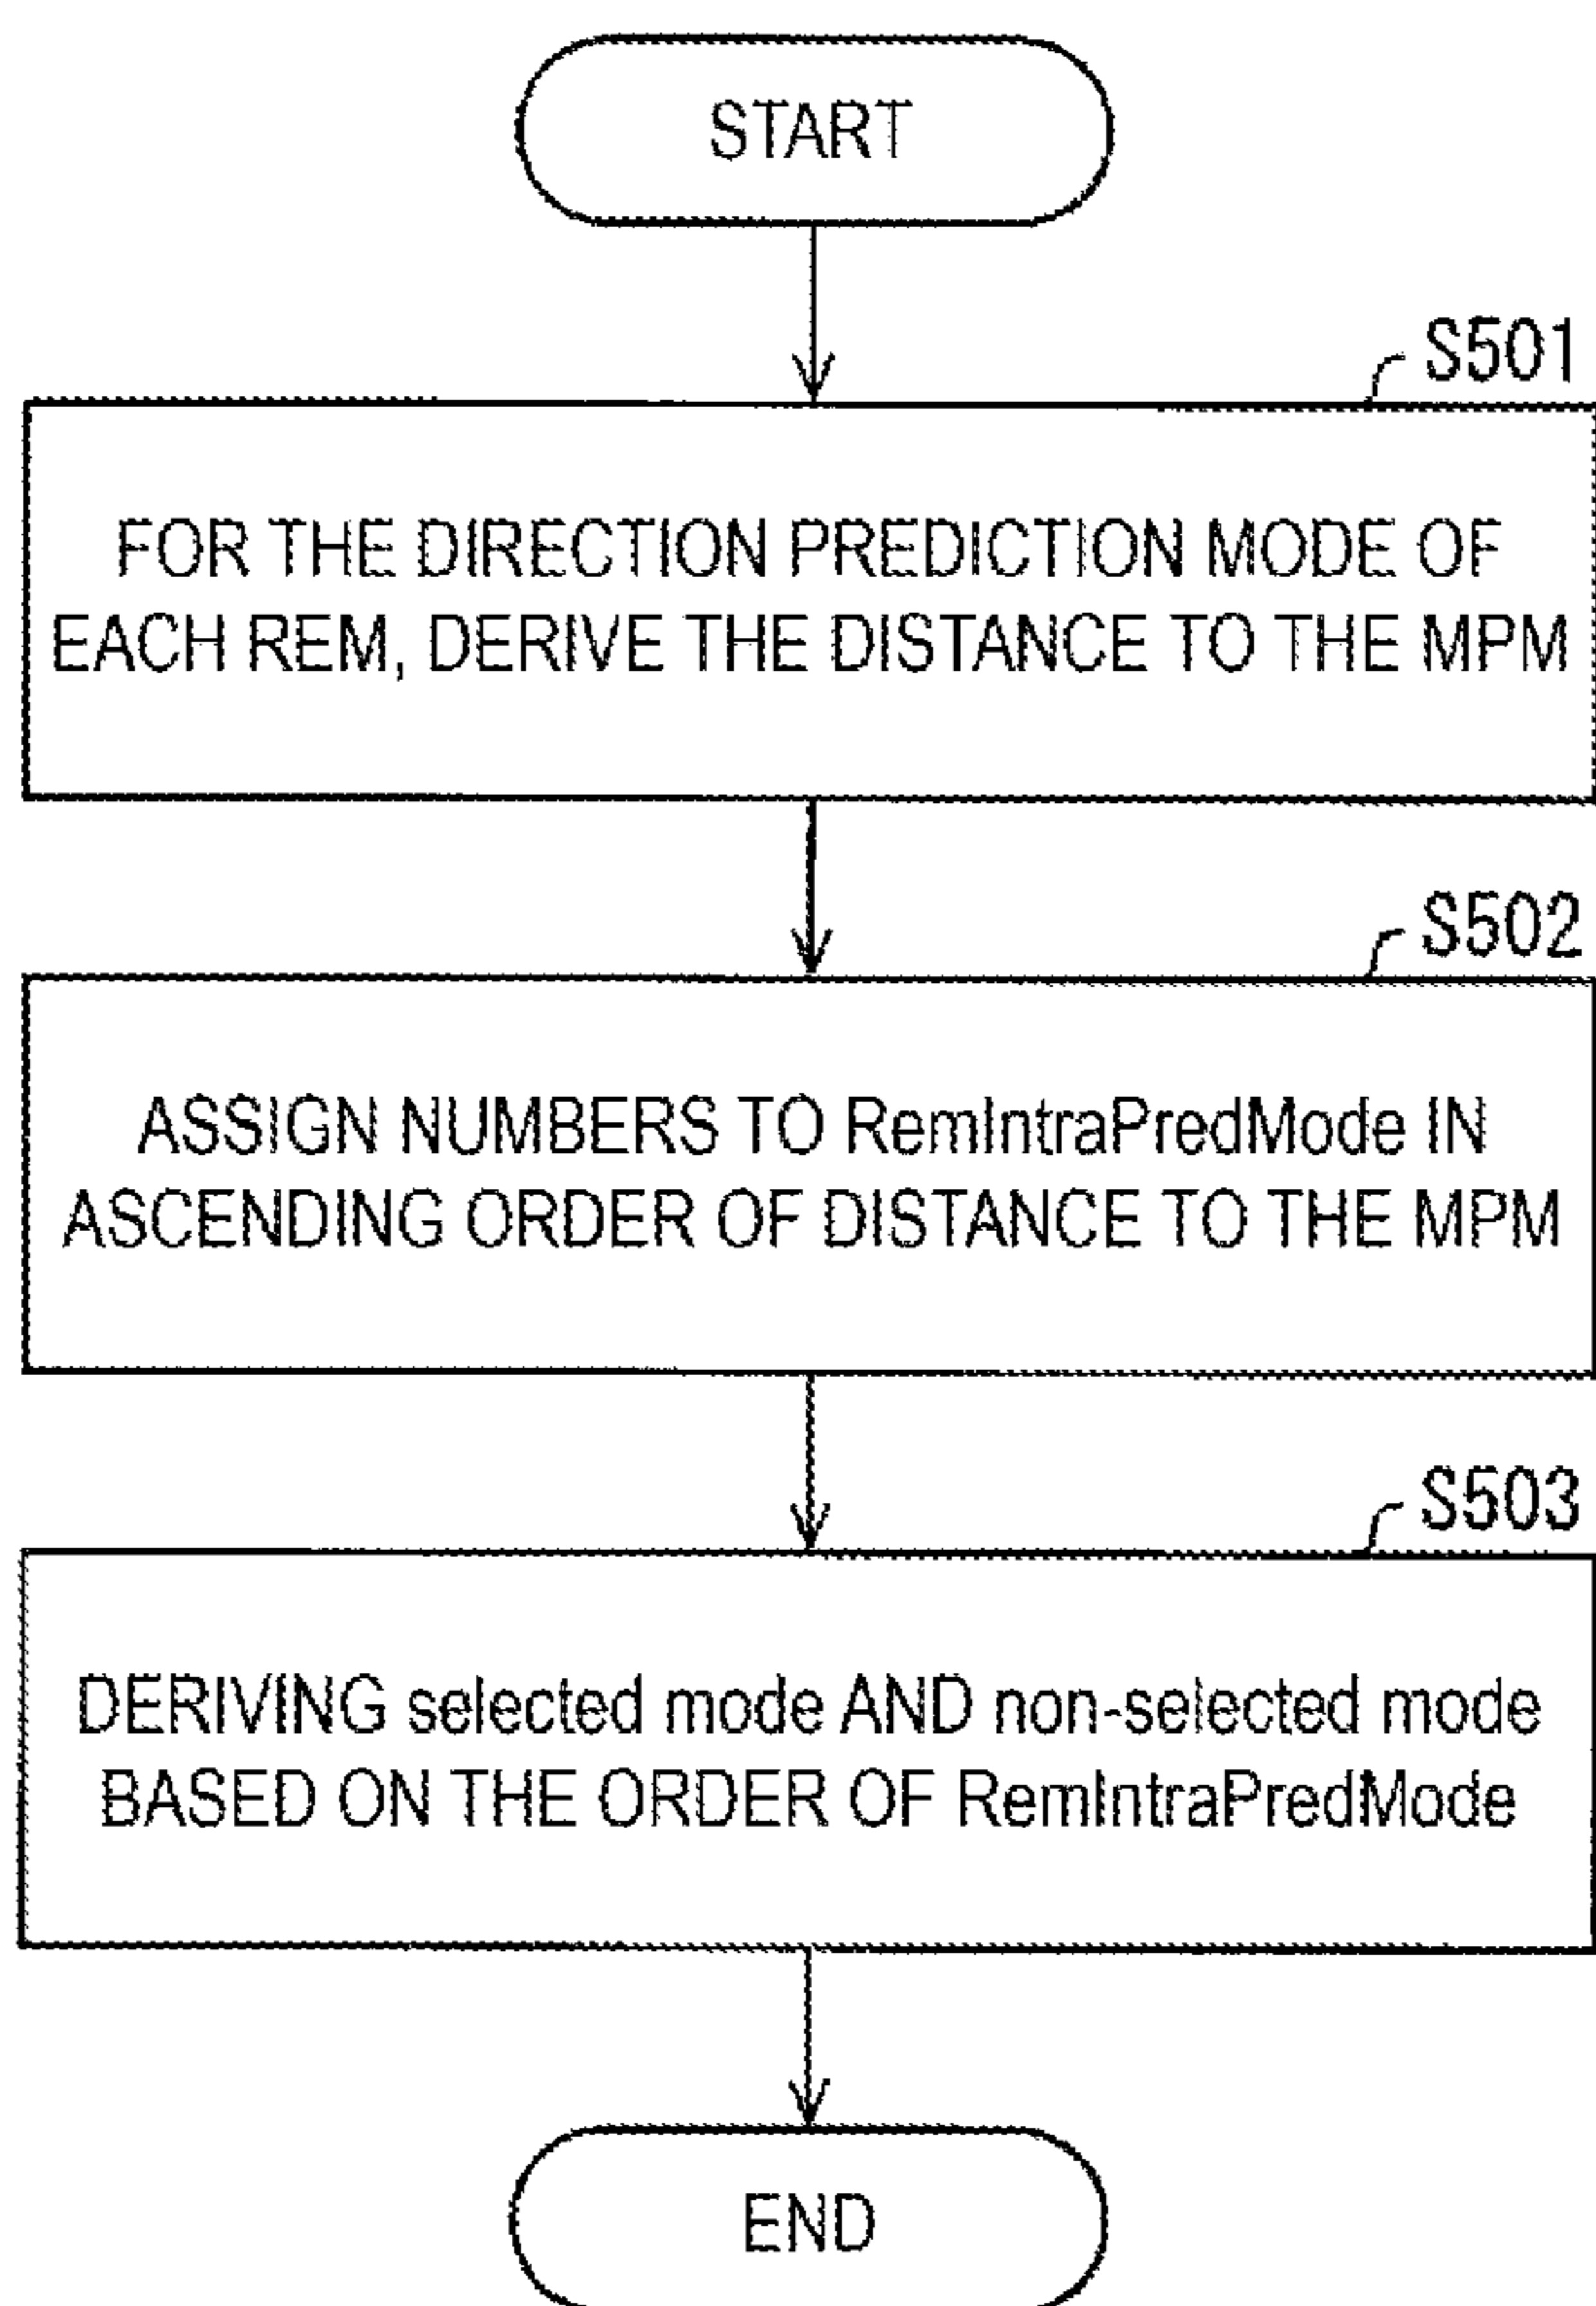 START
S501
FOR THE DIRECTION PREDICTION MODE OF
EACH REM, DERIVE THE DISTANCE TO THE MPM
S502
ASSIGN NUMBERS TO RemIntraPredMode IN
ASCENDING ORDER OF DISTANCE TO THE MPM
S503
DERIVING selected mode AND non-selected mode
BASED ON THE ORDER OF RemIntraPredMode
END